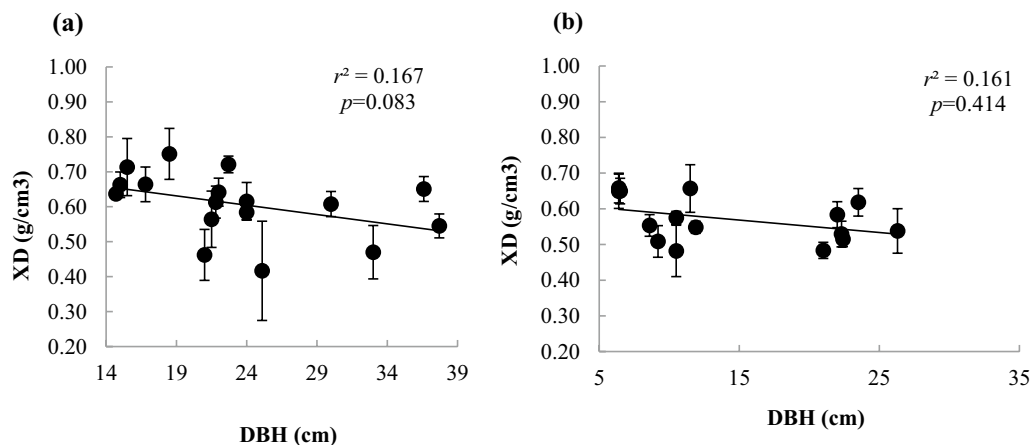 (a)
r² = 0.167
p=0.083
XD (g/cm3)
1.00
0.90
0.80
0.70
0.60
0.50
0.40
0.30
0.20
14 19 24 29 34 39
DBH (cm)
(b)
r² = 0.161
p=0.414
XD (g/cm3)
1.00
0.90
0.80
0.70
0.60
0.50
0.40
0.30
0.20
5 15 25 35
DBH (cm)